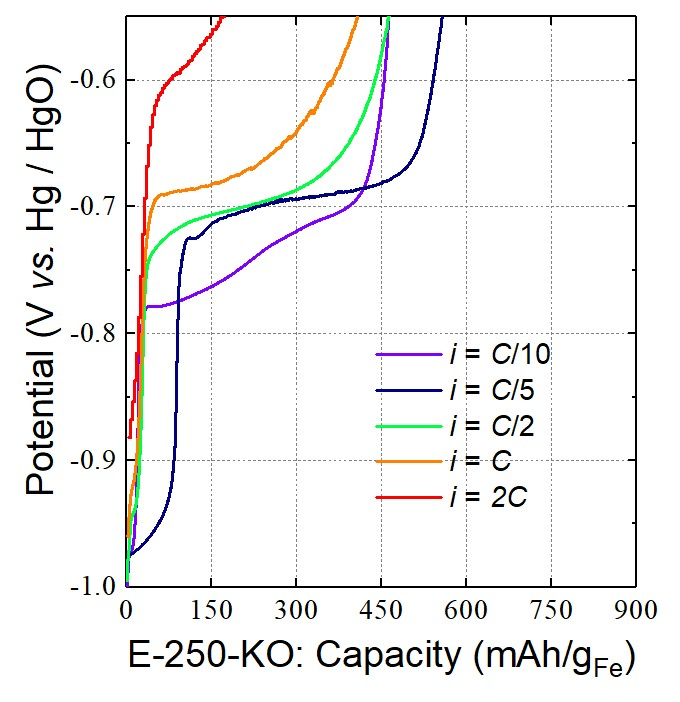 Potential (V vs. Hg / HgO)
-0.6
-0.7
-0.8
-0.9
-1.0
i = C/10
i = C/5
i = C/2
i = C
i = 2C
0 150 300 450 600 750 900
E-250-KO: Capacity (mAh/gFe)